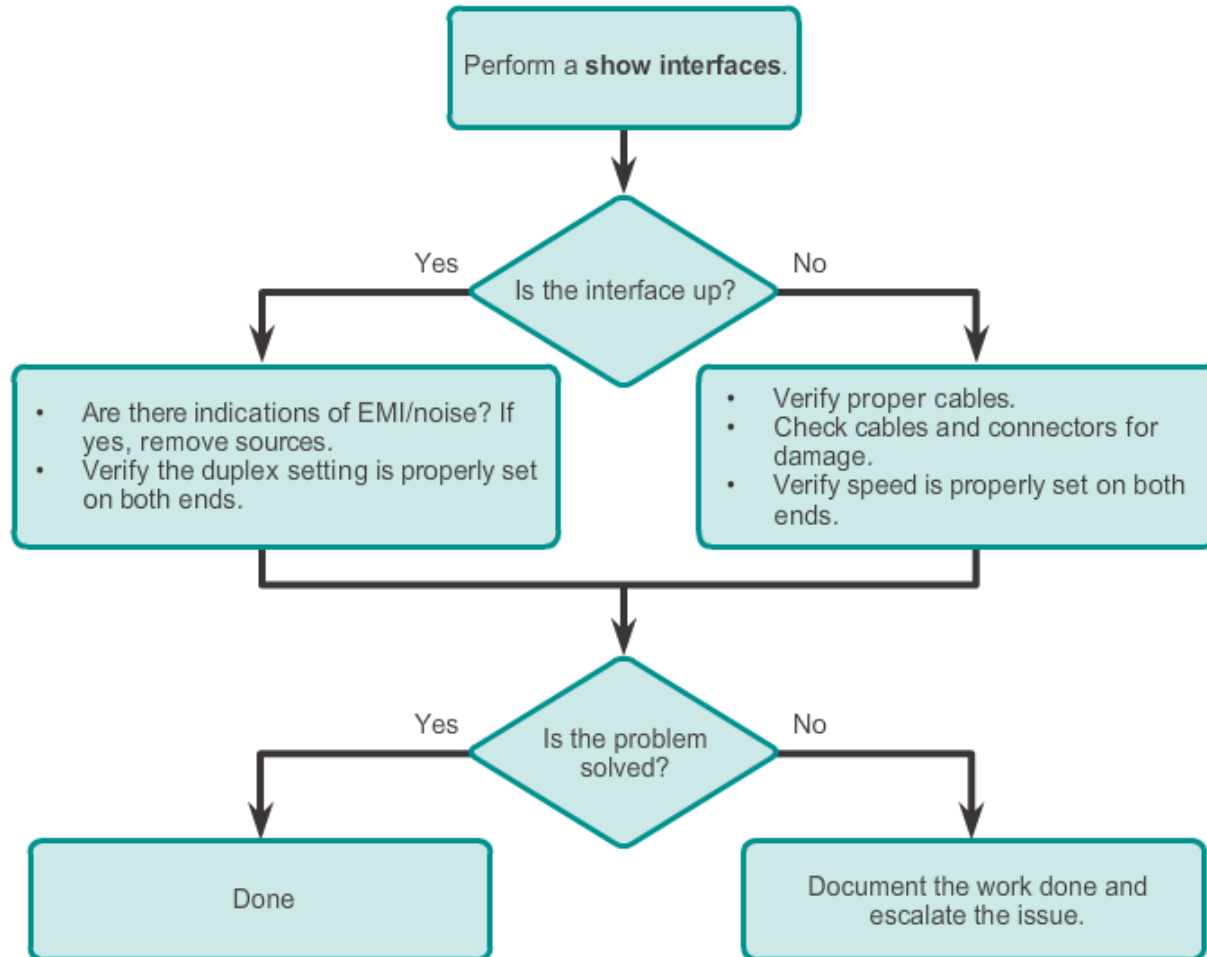 Perform a show interfaces.
Yes
No
Is the interface up?
• Are there indications of EMI/noise? If
yes, remove sources.
• Verify the duplex setting is properly set
on both ends.
• Verify proper cables.
• Check cables and connectors for
damage.
• Verify speed is properly set on both
ends.
Yes
No
Is the problem
solved?
Done
Document the work done and
escalate the issue.